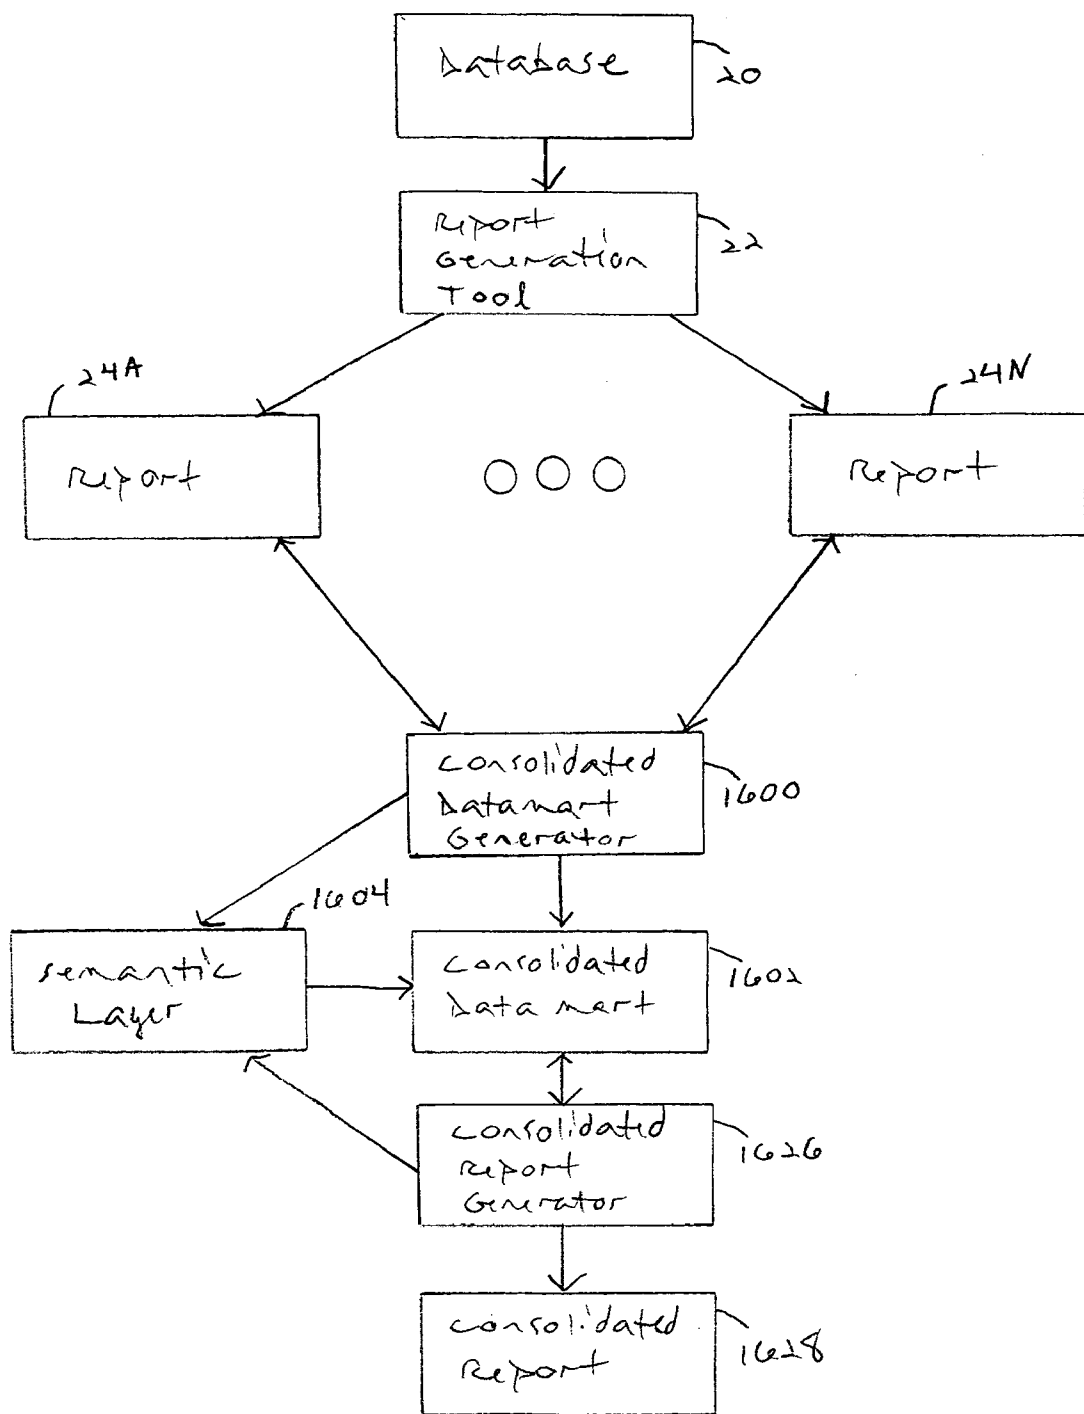 Database
20
Report
Generation
Tool
22
24A
24N
Report
Report
Consolidated
Datamart
Generator
1600
1604
Semantic
Layer
Consolidated
Data mart
1602
Consolidated
Report
Generator
1626
Consolidated
Report
1628